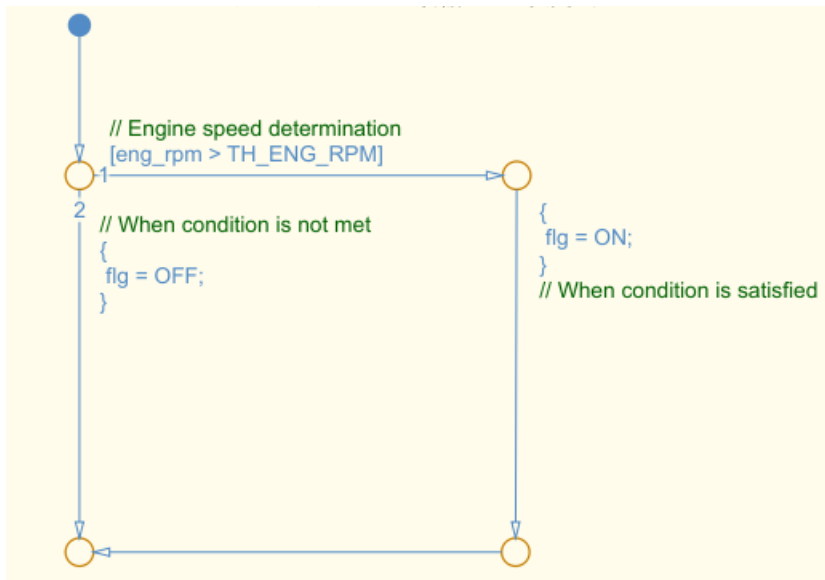 // Engine speed determination
[eng_rpm > TH_ENG_RPM]
1
2
// When condition is not met
{
flg = OFF;
}
{
flg = ON;
}
// When condition is satisfied